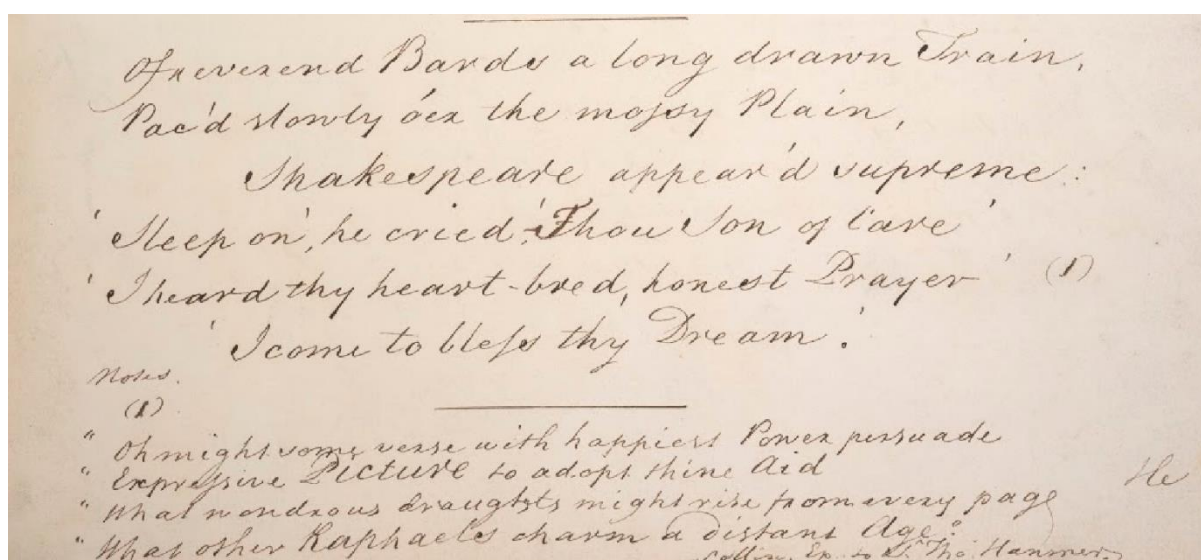 Of reverend Bards a long drawn Train,
Pac'd slowly o'er the mossy Plain,
Shakespeare appear'd supreme:
'Sleep on', he cried, 'Thou Son of Care'
'I heard thy heart-bred, honest Prayer' (1)
'I come to bless thy Dream.'
Notes.
(1)
"Oh might some verse with happiest Power persuade
"Expressive Picture to adopt thine Aid
He
"What wondrous draughts might rise from every page
"What other Raphaels charm a distant Age."
Collin. Ep. to Sr. Tho. Hanmer.